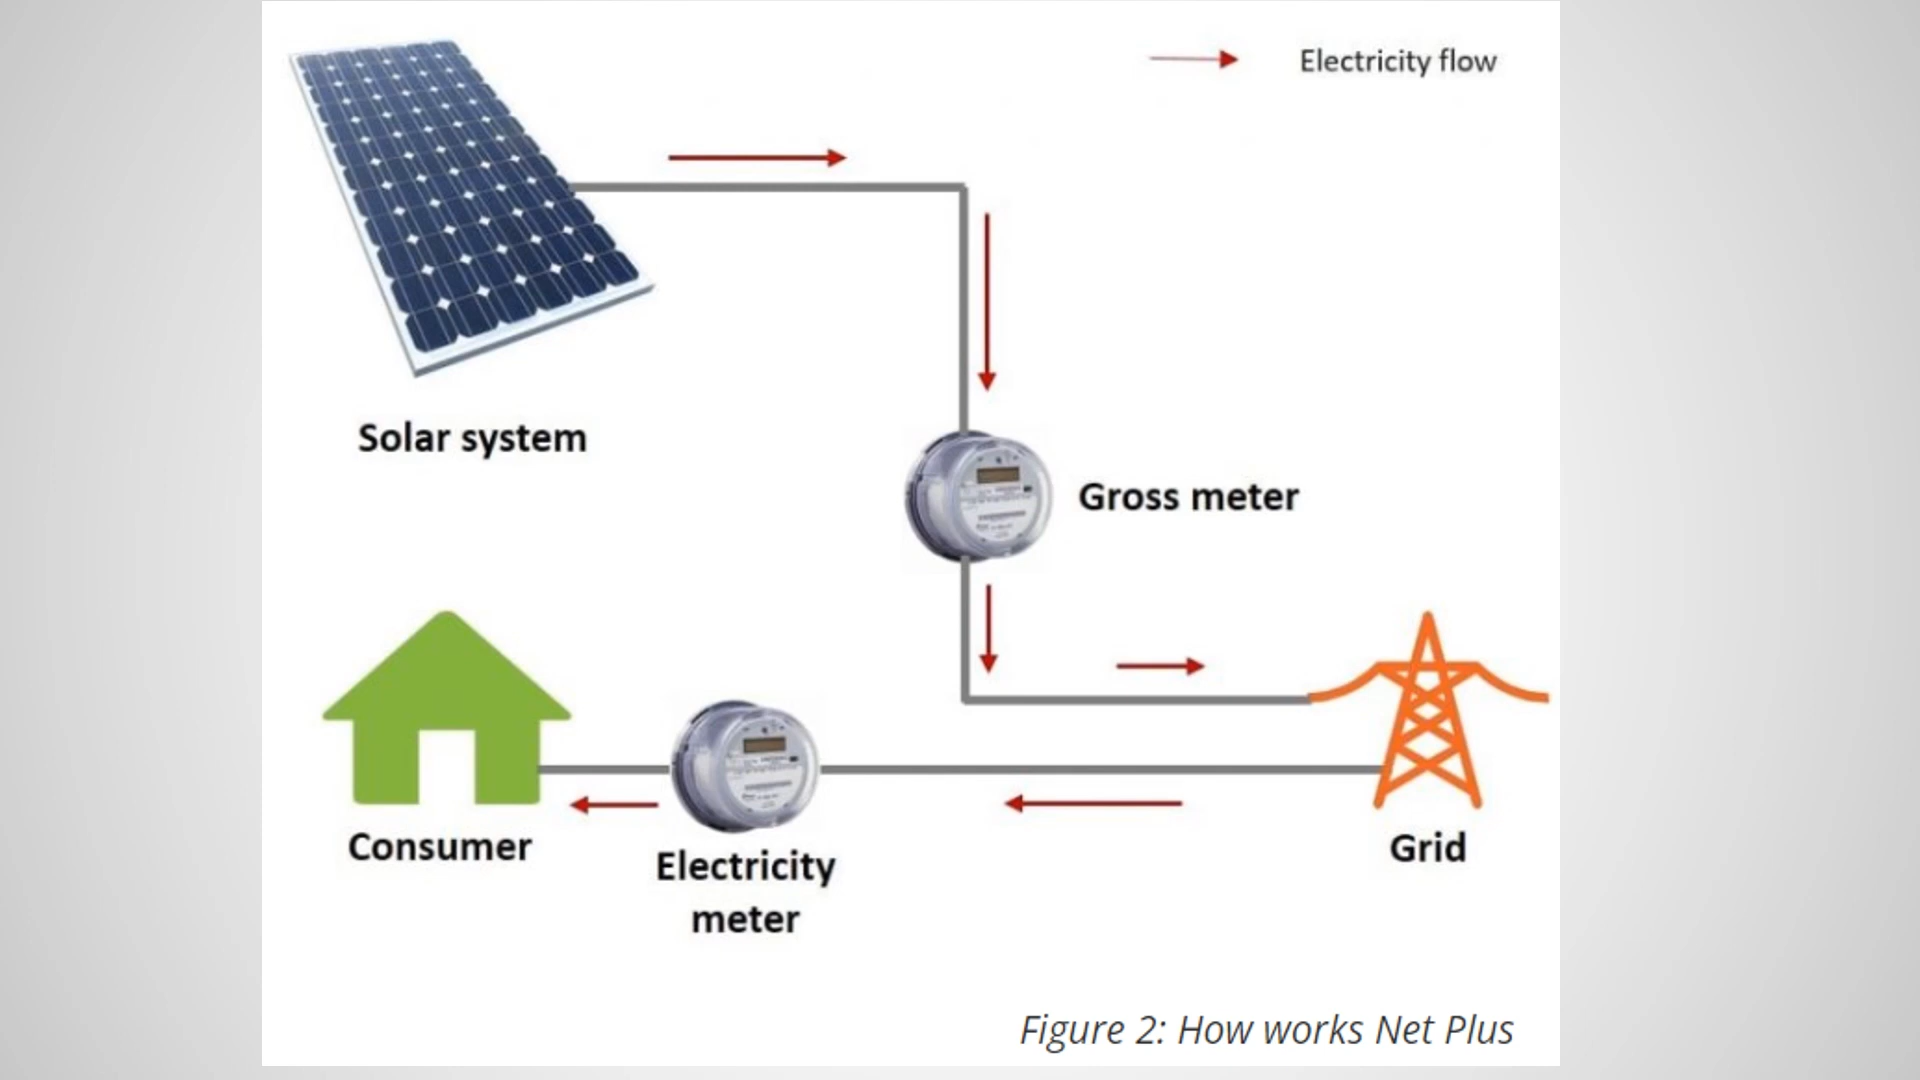 Electricity flow
Solar system
Gross meter
Consumer
Electricity
meter
Grid
Figure 2: How works Net Plus